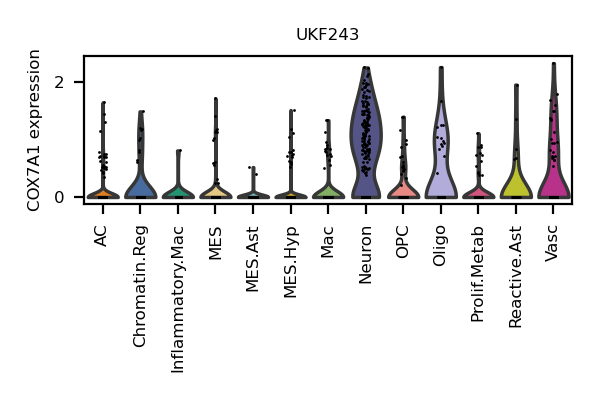 UKF243
COX7A1 expression
2
0
AC
Chromatin.Reg
Inflammatory.Mac
MES
MES.Ast
MES.Hyp
Mac
Neuron
OPC
Oligo
Prolif.Metab
Reactive.Ast
Vasc